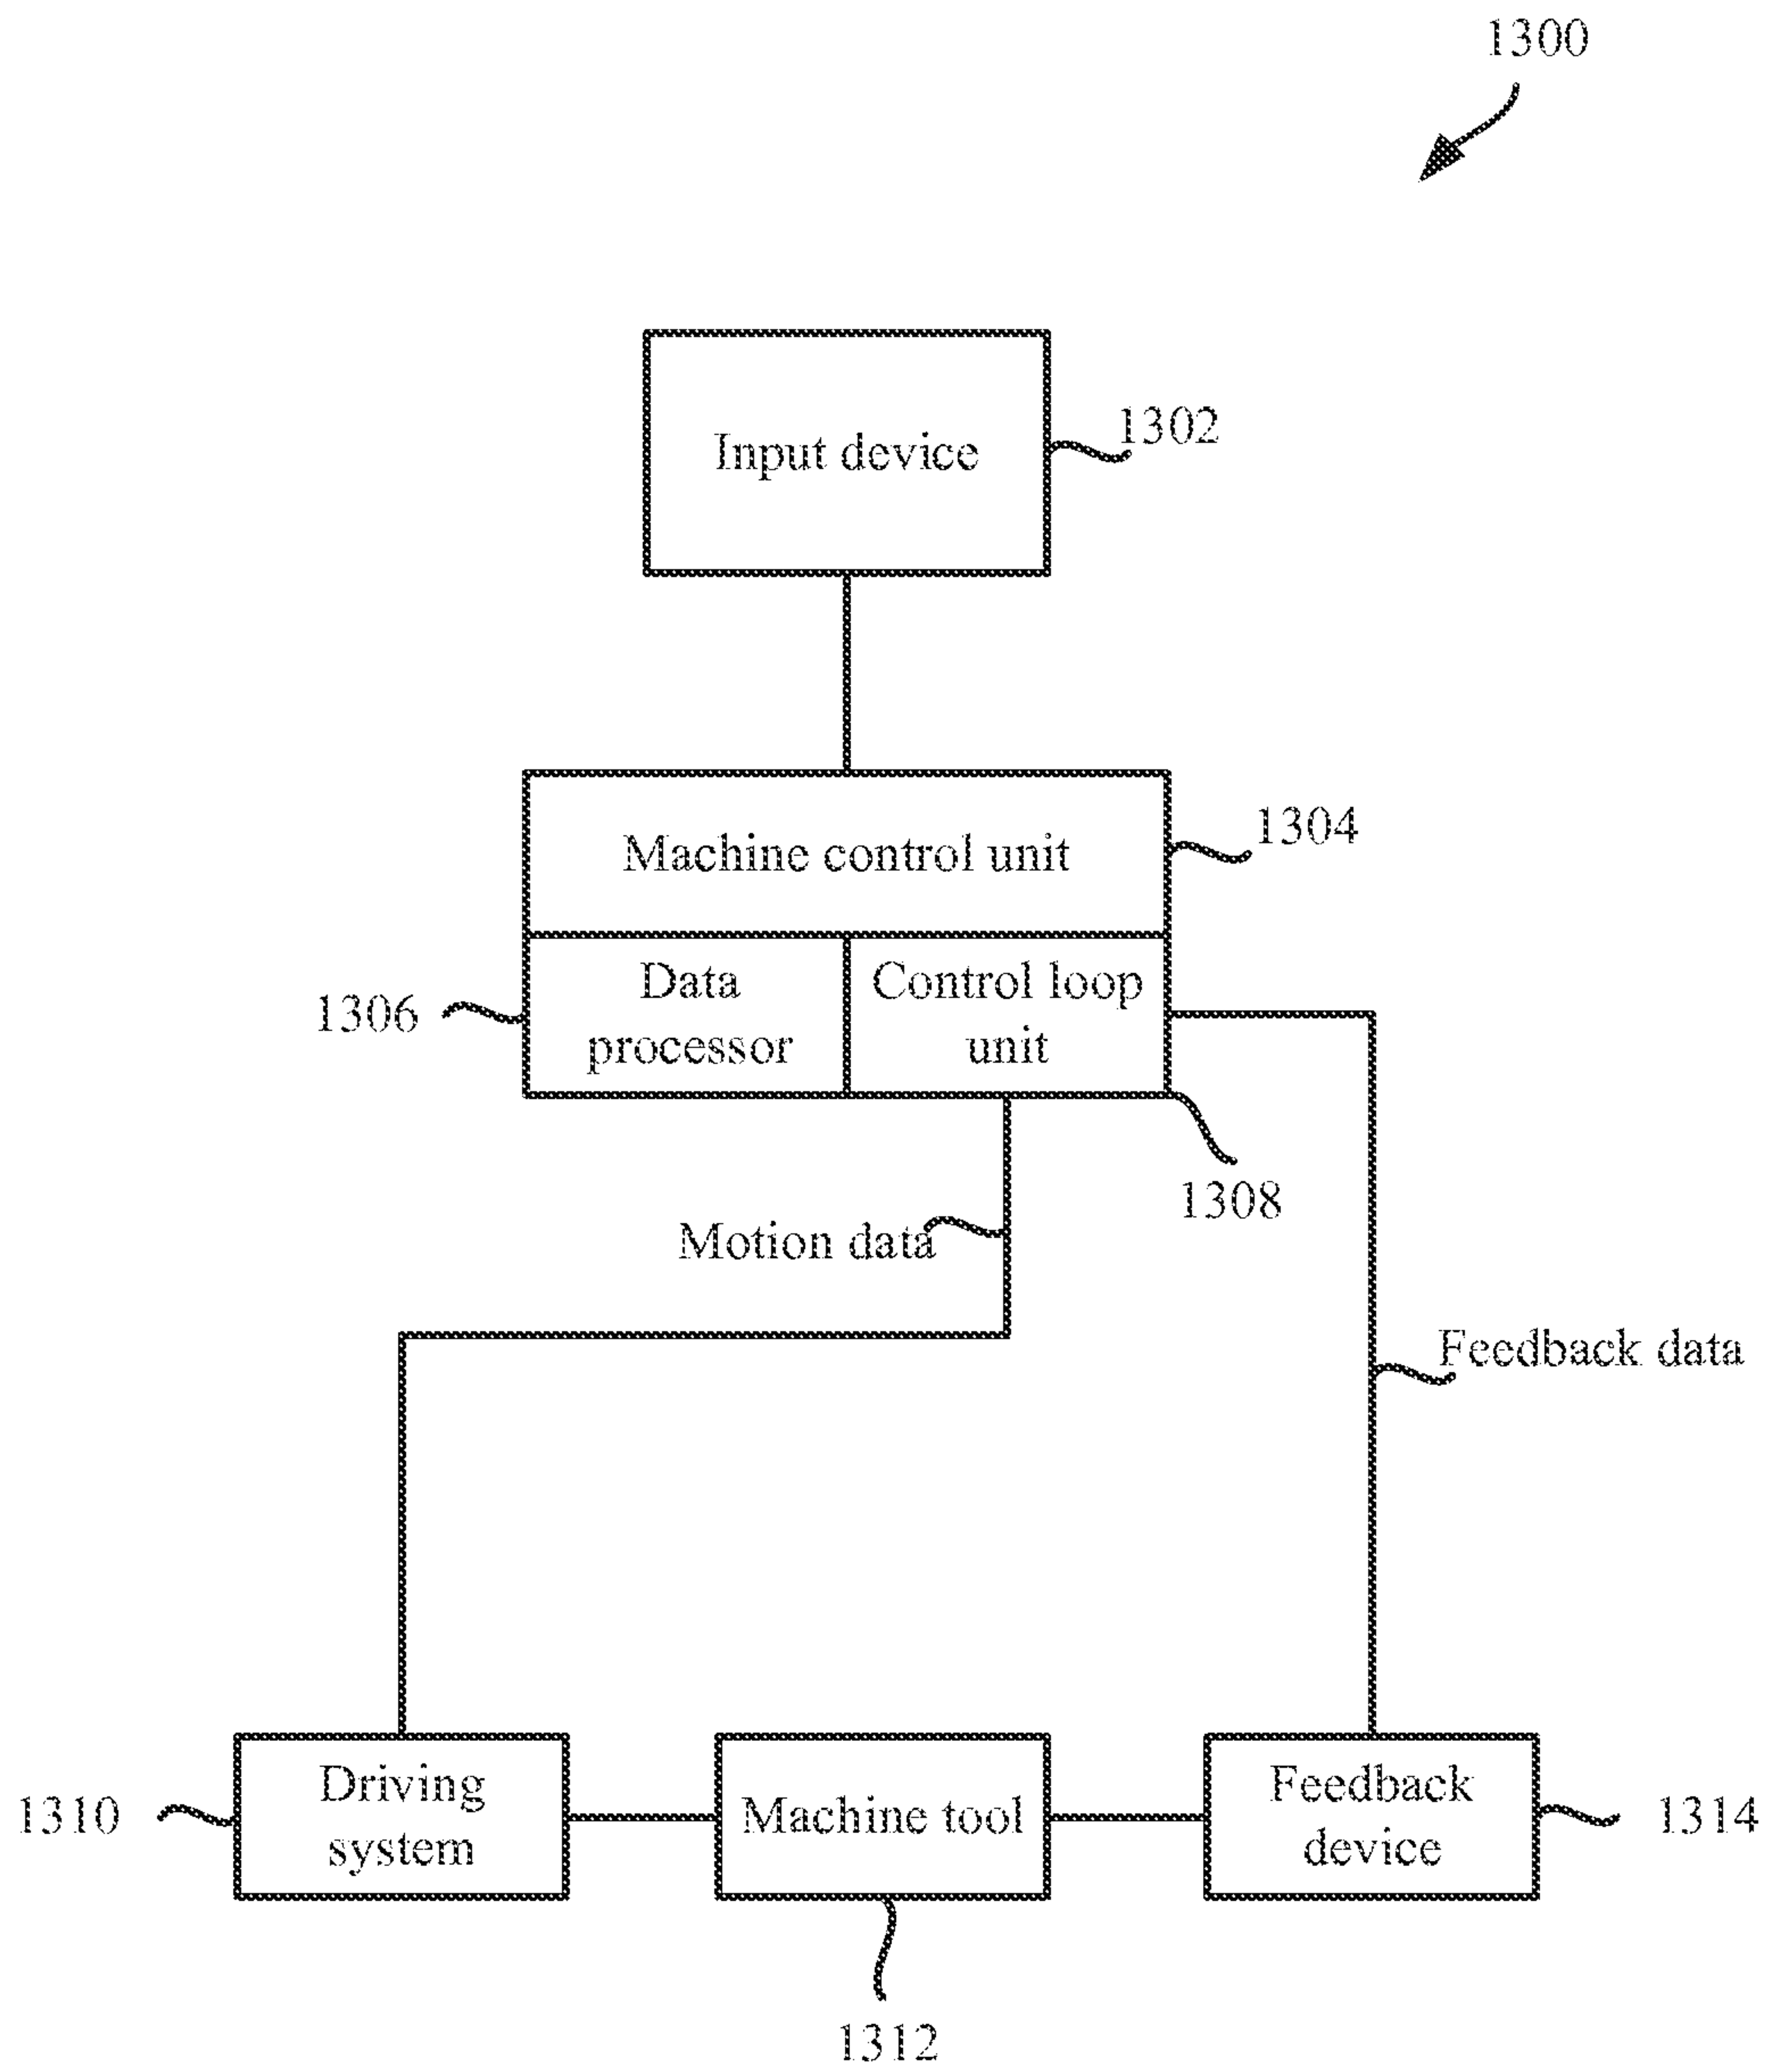 1300
Input device
1302
Machine control unit
1304
Data
processor
1306
Control loop
unit
1308
Motion data
Feedback data
Driving
system
1310
Machine tool
1312
Feedback
device
1314